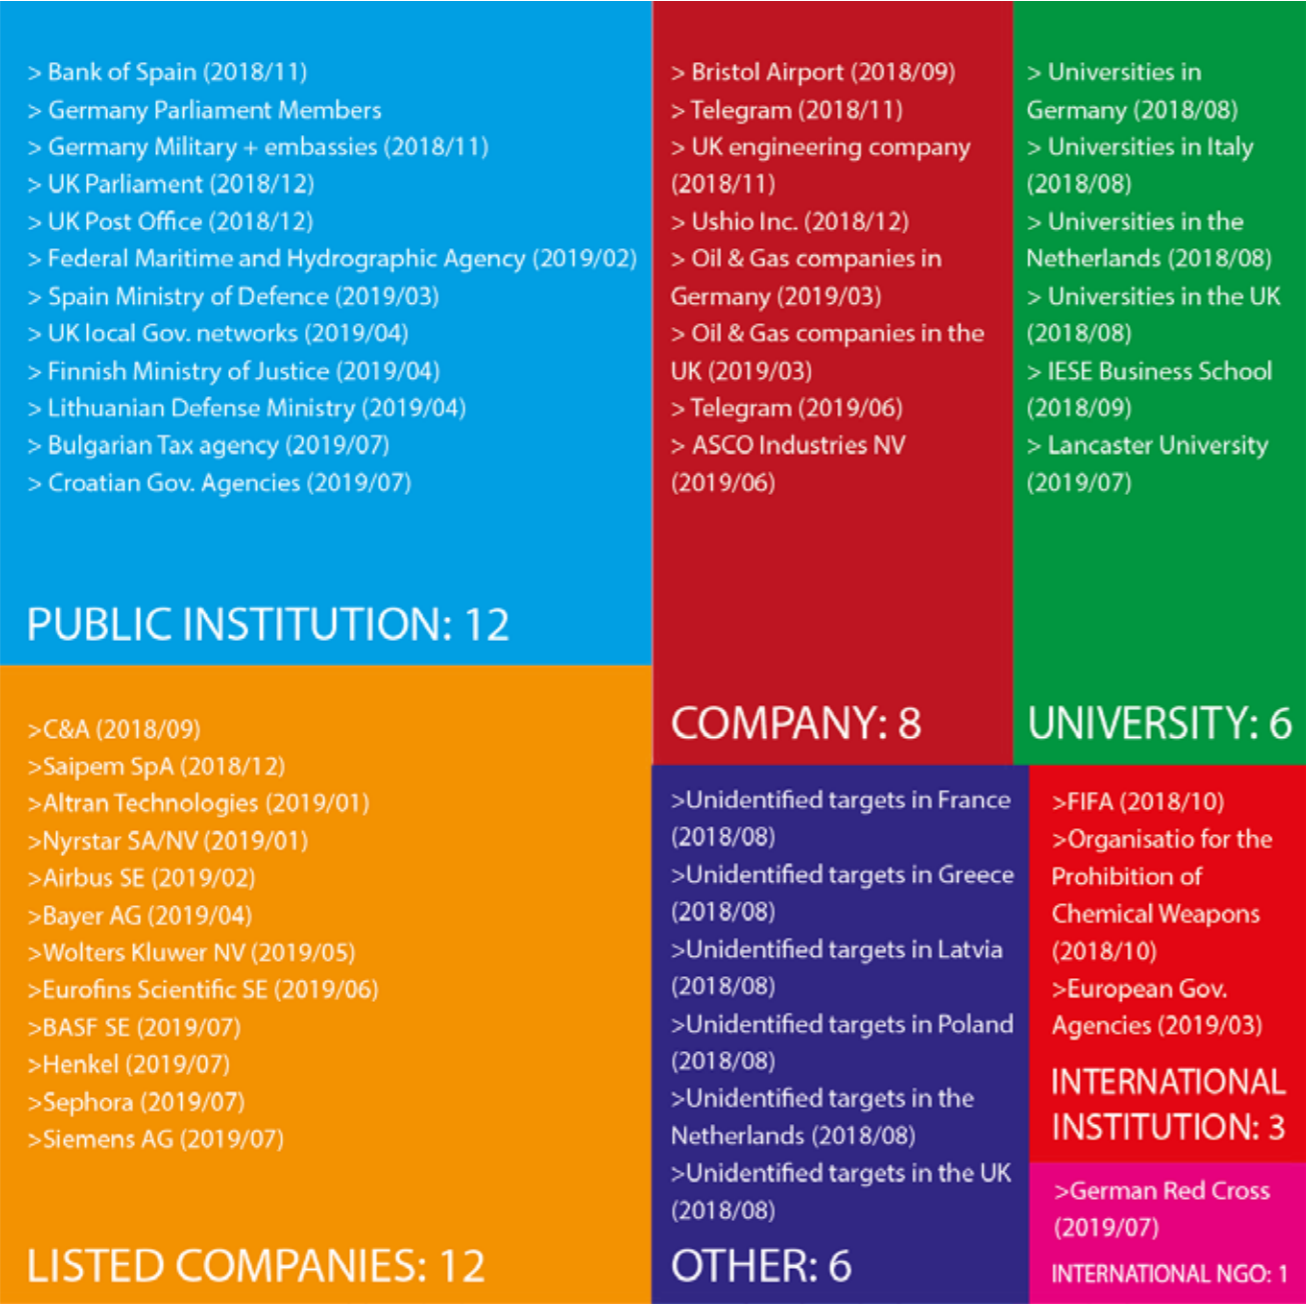 > Bank of Spain (2018/11)
> Germany Parliament Members
> Germany Military + embassies (2018/11)
> UK Parliament (2018/12)
> UK Post Office (2018/12)
> Federal Maritime and Hydrographic Agency (2019/02)
> Spain Ministry of Defence (2019/03)
> UK local Gov. networks (2019/04)
> Finnish Ministry of Justice (2019/04)
> Lithuanian Defense Ministry (2019/04)
> Bulgarian Tax agency (2019/07)
> Croatian Gov. Agencies (2019/07)
PUBLIC INSTITUTION: 12
> Bristol Airport (2018/09)
> Telegram (2018/11)
> UK engineering company
(2018/11)
> Ushio Inc. (2018/12)
> Oil & Gas companies in
Germany (2019/03)
> Oil & Gas companies in the
UK (2019/03)
> Telegram (2019/06)
> ASCO Industries NV
(2019/06)
COMPANY: 8
> Universities in
Germany (2018/08)
> Universities in Italy
(2018/08)
> Universities in the
Netherlands (2018/08)
> Universities in the UK
(2018/08)
> IESE Business School
(2018/09)
> Lancaster University
(2019/07)
UNIVERSITY: 6
>C&A (2018/09)
>Saipem SpA (2018/12)
>Altran Technologies (2019/01)
>Nyrstar SA/NV (2019/01)
>Airbus SE (2019/02)
>Bayer AG (2019/04)
>Wolters Kluwer NV (2019/05)
>Eurofins Scientific SE (2019/06)
>BASF SE (2019/07)
>Henkel (2019/07)
>Sephora (2019/07)
>Siemens AG (2019/07)
LISTED COMPANIES: 12
>Unidentified targets in France
(2018/08)
>Unidentified targets in Greece
(2018/08)
>Unidentified targets in Latvia
(2018/08)
>Unidentified targets in Poland
(2018/08)
>Unidentified targets in the
Netherlands (2018/08)
>Unidentified targets in the UK
(2018/08)
OTHER: 6
>FIFA (2018/10)
>Organisatio for the
Prohibition of
Chemical Weapons
(2018/10)
>European Gov.
Agencies (2019/03)
INTERNATIONAL
INSTITUTION: 3
>German Red Cross
(2019/07)
INTERNATIONAL NGO: 1